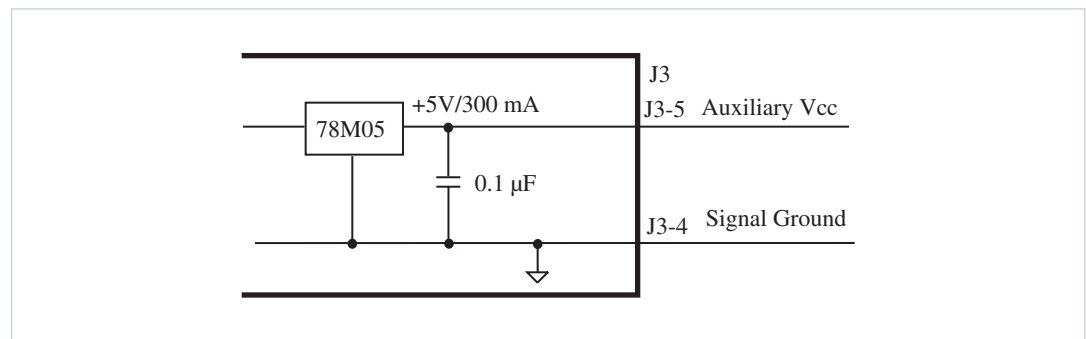 J3
+5V/300 mA
J3-5 Auxiliary Vcc
78M05
0.1 µF
J3-4 Signal Ground